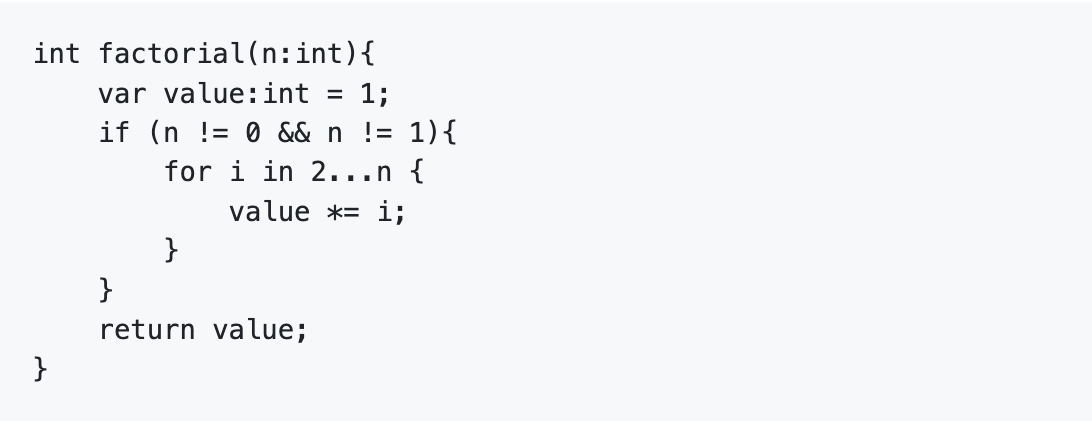 int factorial(n:int){
    var value:int = 1;
    if (n != 0 && n != 1){
        for i in 2...n {
            value *= i;
        }
    }
    return value;
}